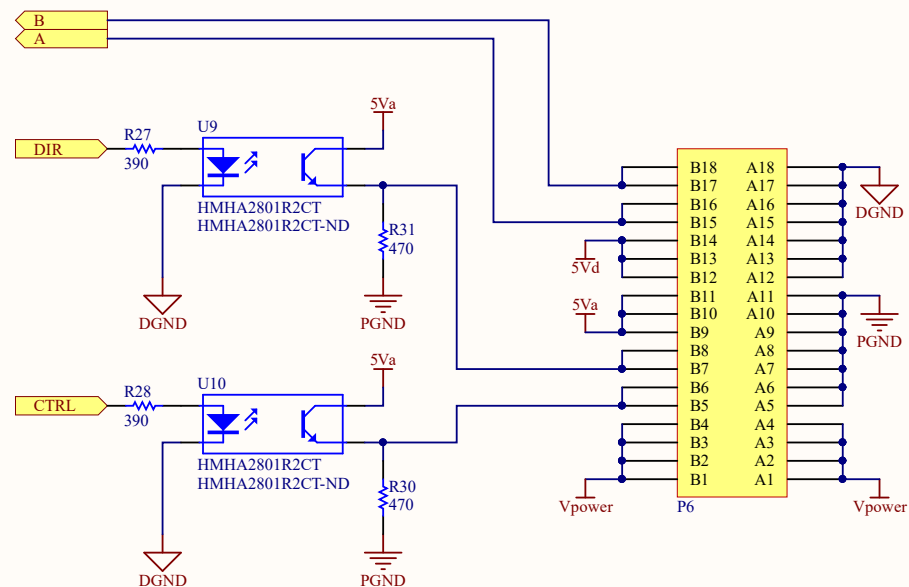 B
A
5Va
DIR
R27
390
U9
HMHA2801R2CT
HMHA2801R2CT-ND
R31
470
DGND
PGND
5Va
CTRL
R28
390
U10
HMHA2801R2CT
HMHA2801R2CT-ND
R30
470
DGND
PGND
B18 A18
B17 A17
B16 A16
B15 A15
B14 A14
B13 A13
B12 A12
B11 A11
B10 A10
B9 A9
B8 A8
B7 A7
B6 A6
B5 A5
B4 A4
B3 A3
B2 A2
B1 A1
P6
5Vd
5Va
Vpower
DGND
PGND
Vpower